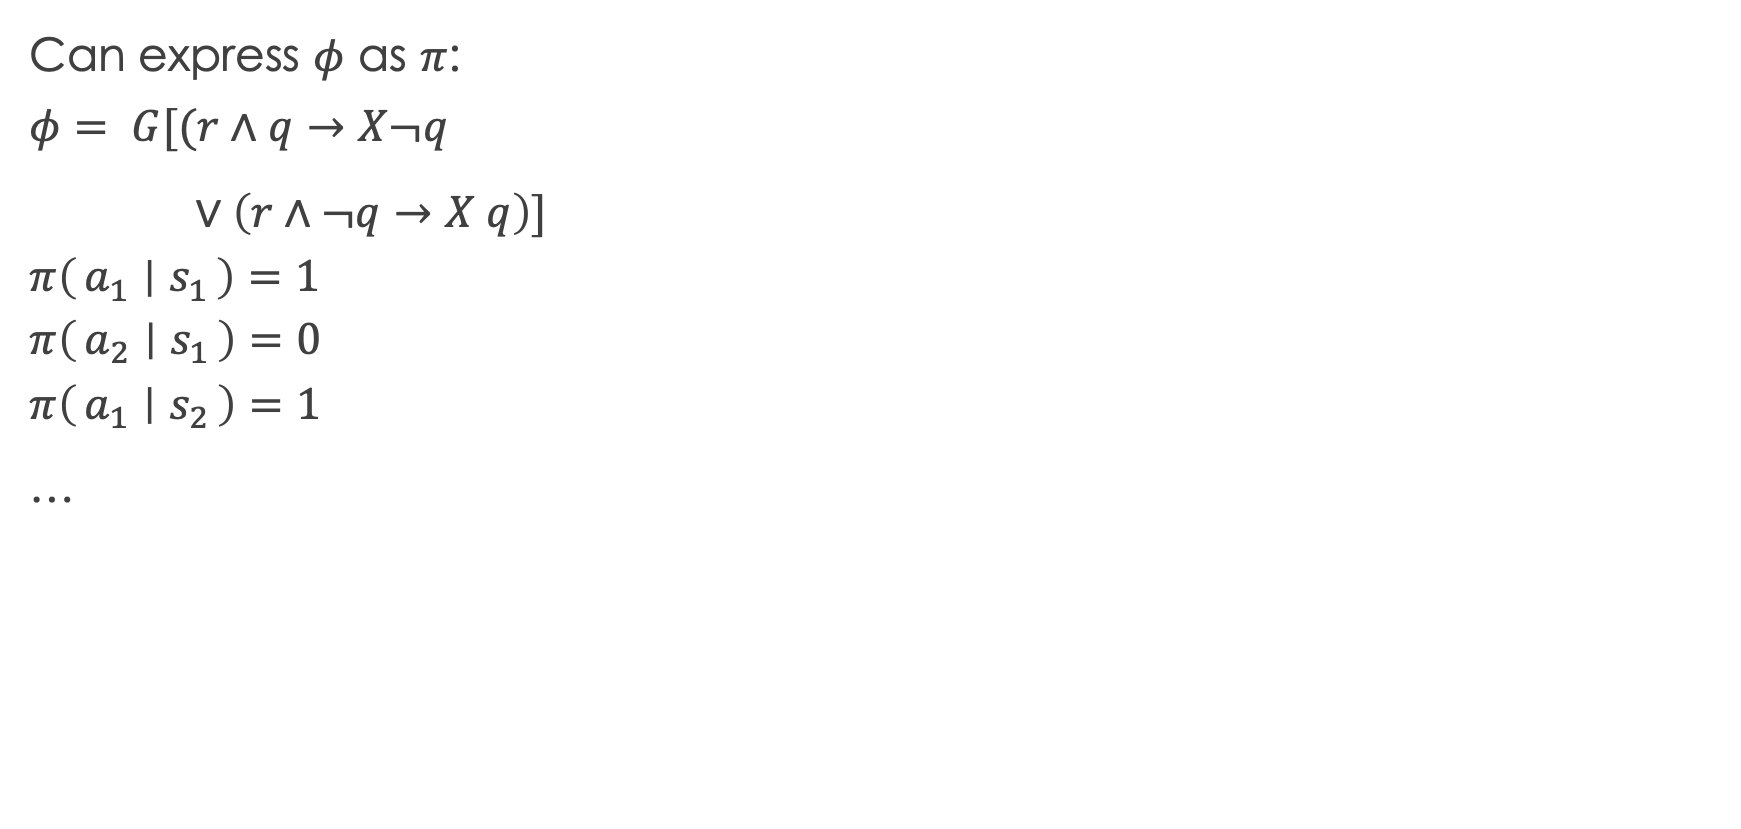 Can express ϕ as π:
ϕ = G[(r ∧ q → X¬q
∨ (r ∧ ¬q → X q)]
π( a₁ | s₁ ) = 1
π( a₂ | s₁ ) = 0
π( a₁ | s₂ ) = 1
…